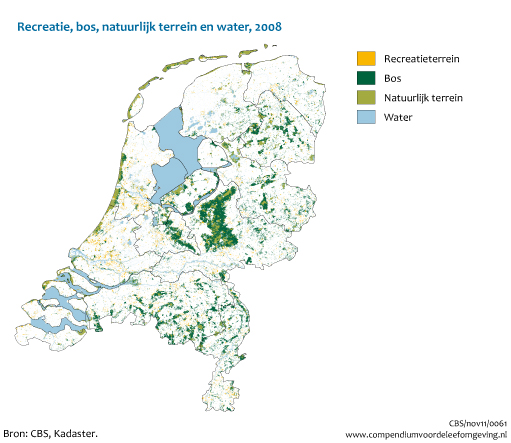 Recreatie, bos, natuurlijk terrein en water, 2008
Recreatieterrein
Bos
Natuurlijk terrein
Water
CBS/nov11/0061
Bron: CBS, Kadaster.
www.compendiumvoordeleefomgeving.nl